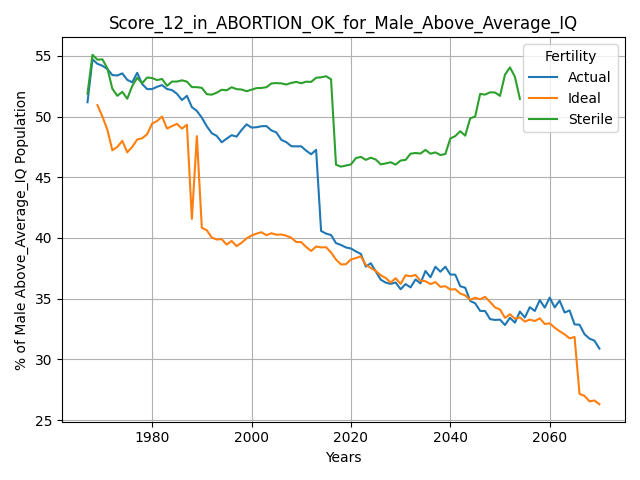 Score_12_in_ABORTION_OK_for_Male_Above_Average_IQ
% of Male Above_Average_IQ Population
55
50
45
40
35
30
25
1980
2000
2020
2040
2060
Years
Fertility
Actual
Ideal
Sterile